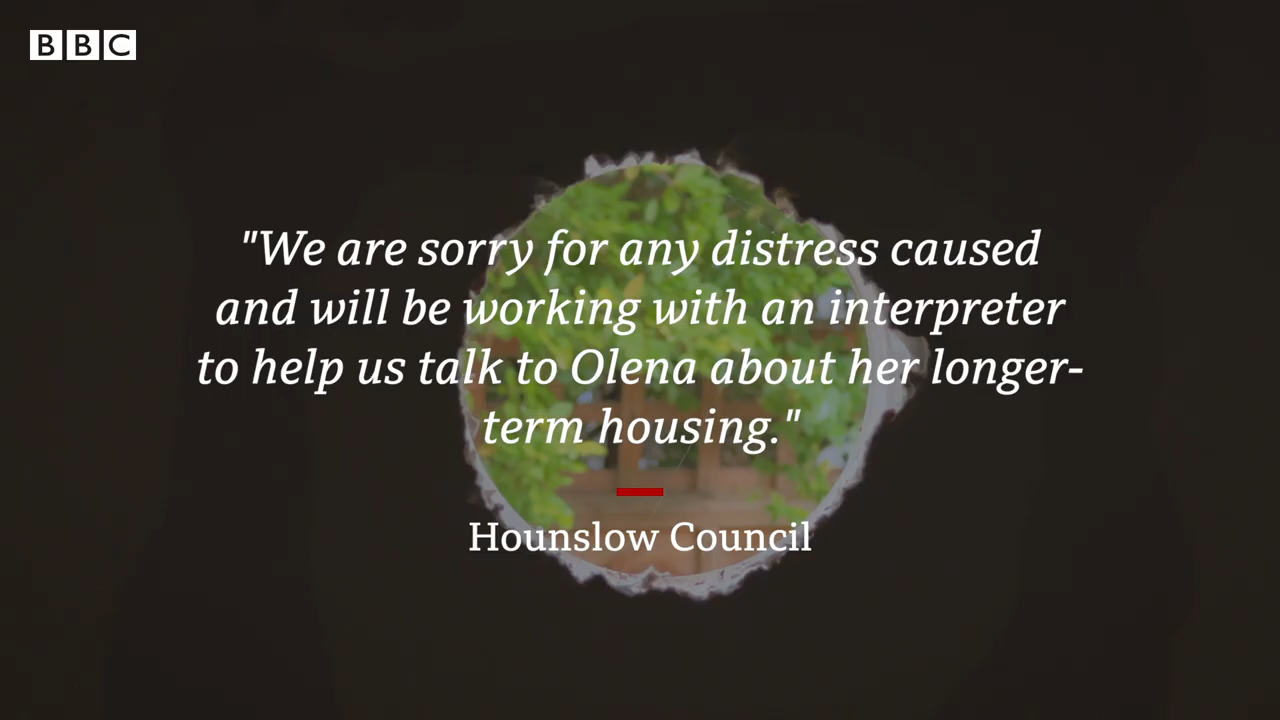 BBC
"We are sorry for any distress caused
and will be working with an interpreter
to help us talk to Olena about her longer-
term housing."
Hounslow Council